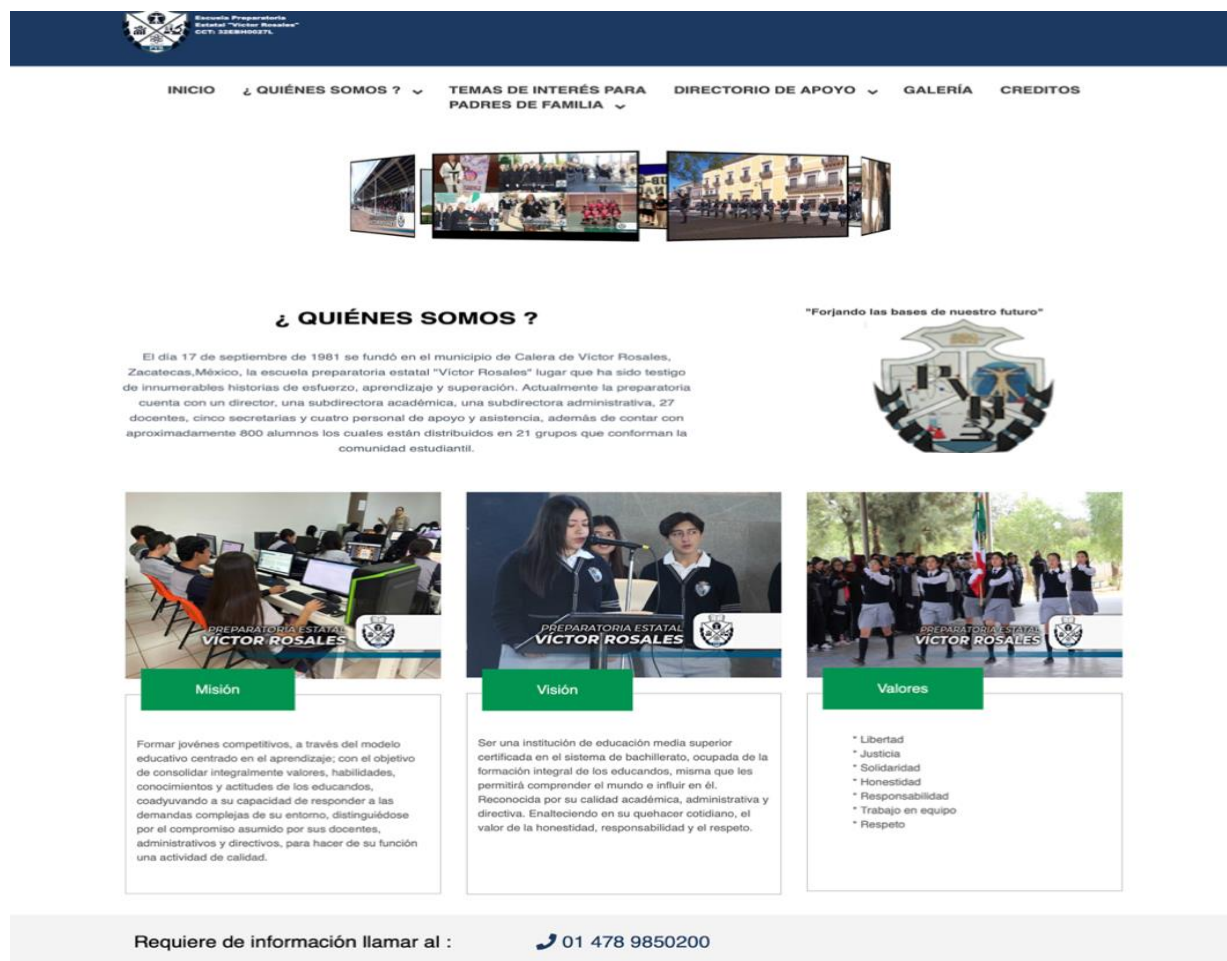 Escuela Preparatoria
Estatal "Victor Rosales"
CCT: 32EBH0027L
INICIO
¿ QUIÉNES SOMOS ?
TEMAS DE INTERÉS PARA
PADRES DE FAMILIA
DIRECTORIO DE APOYO
GALERÍA
CREDITOS
¿ QUIÉNES SOMOS ?
El día 17 de septiembre de 1981 se fundó en el municipio de Calera de Víctor Rosales,
Zacatecas,México, la escuela preparatoria estatal "Víctor Rosales" lugar que ha sido testigo
de innumerables historias de esfuerzo, aprendizaje y superación. Actualmente la preparatoria
cuenta con un director, una subdirectora académica, una subdirectora administrativa, 27
docentes, cinco secretarias y cuatro personal de apoyo y asistencia, además de contar con
aproximadamente 800 alumnos los cuales están distribuidos en 21 grupos que conforman la
comunidad estudiantil.
"Forjando las bases de nuestro futuro"
PREPARATORIA ESTATAL
VÍCTOR ROSALES
Misión
Formar jovénes competitivos, a través del modelo
educativo centrado en el aprendizaje; con el objetivo
de consolidar integralmente valores, habilidades,
conocimientos y actitudes de los educandos,
coadyuvando a su capacidad de responder a las
demandas complejas de su entorno, distinguiéndose
por el compromiso asumido por sus docentes,
administrativos y directivos, para hacer de su función
una actividad de calidad.
PREPARATORIA ESTATAL
VÍCTOR ROSALES
Visión
Ser una institución de educación media superior
certificada en el sistema de bachillerato, ocupada de la
formación integral de los educandos, misma que les
permitirá comprender el mundo e influir en él.
Reconocida por su calidad académica, administrativa y
directiva. Enalteciendo en su quehacer cotidiano, el
valor de la honestidad, responsabilidad y el respeto.
PREPARATORIA ESTATAL
VÍCTOR ROSALES
Valores
* Libertad
* Justicia
* Solidaridad
* Honestidad
* Responsabilidad
* Trabajo en equipo
* Respeto
Requiere de información llamar al :
01 478 9850200